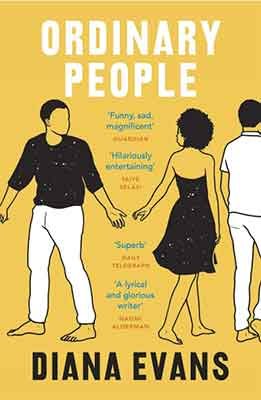 ORDINARY
PEOPLE
'Funny, sad,
magnificent'
GUARDIAN
'Hilariously
entertaining'
TAIYE
SELASI
'Superb'
DAILY
TELEGRAPH
'A lyrical
and glorious
writer'
NAOMI
ALDERMAN
DIANA EVANS